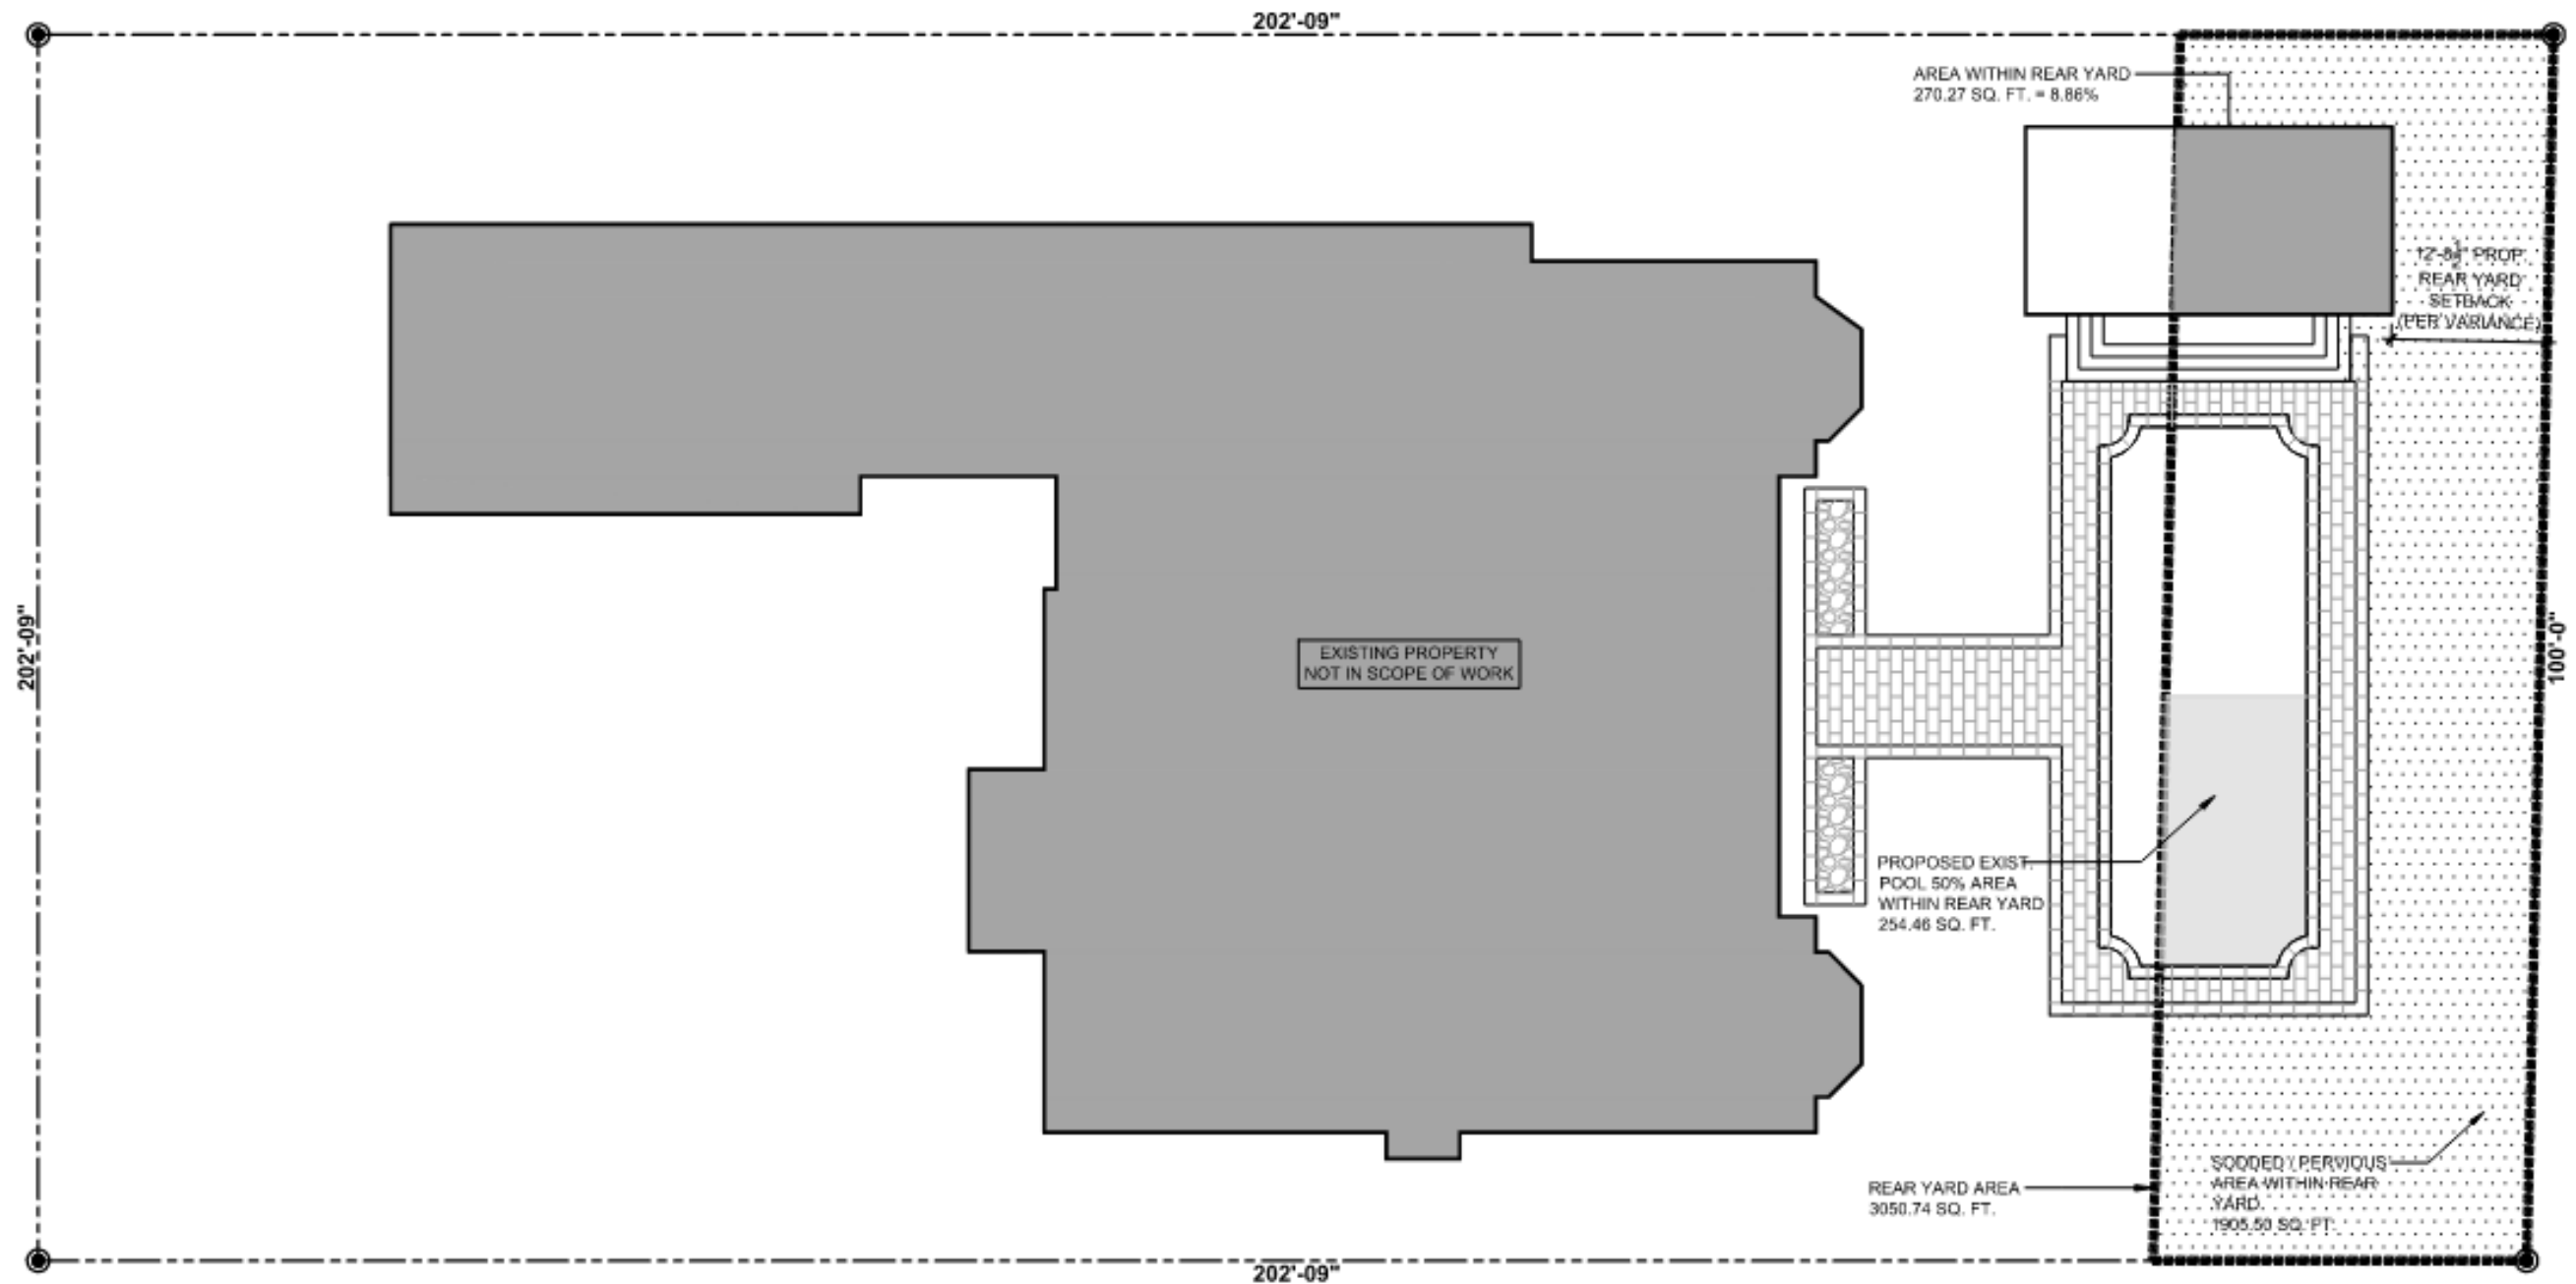 202'-09"
AREA WITHIN REAR YARD
270.27 SQ. FT. = 8.86%
12'-8½" PROP.
REAR YARD
SETBACK
(PER VARIANCE)
202'-09"
EXISTING PROPERTY
NOT IN SCOPE OF WORK
100'-0"
PROPOSED EXIST.
POOL 50% AREA
WITHIN REAR YARD
254.46 SQ. FT.
REAR YARD AREA
3050.74 SQ. FT.
SODDED / PERVIOUS
AREA WITHIN REAR
YARD.
1905.50 SQ. FT.
202'-09"